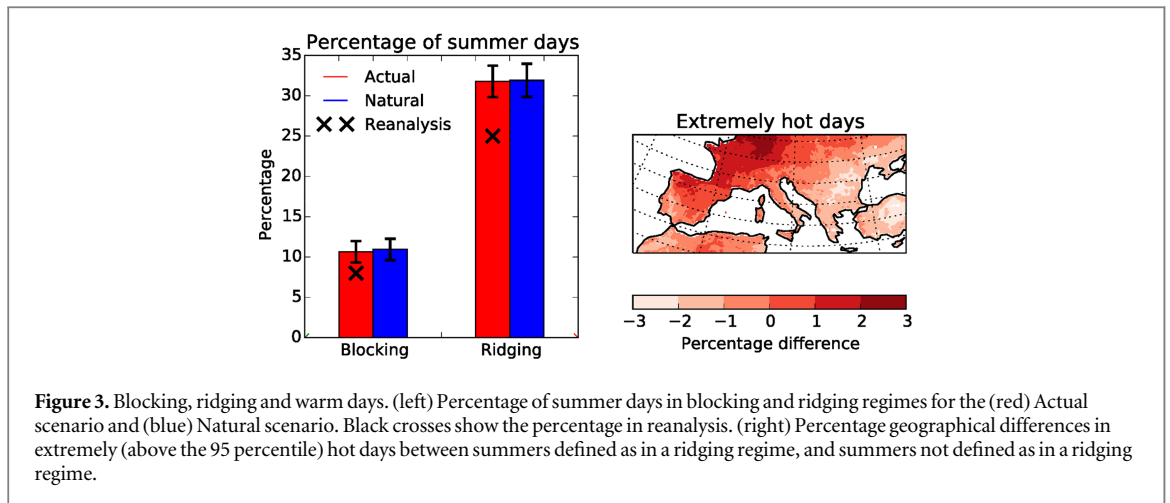 Percentage of summer days
35
30
25
20
15
10
5
0
Percentage
Actual
Natural
Reanalysis
Blocking
Ridging
Extremely hot days
−3 −2 −1 0 1 2 3
Percentage difference
Figure 3. Blocking, ridging and warm days. (left) Percentage of summer days in blocking and ridging regimes for the (red) Actual
scenario and (blue) Natural scenario. Black crosses show the percentage in reanalysis. (right) Percentage geographical differences in
extremely (above the 95 percentile) hot days between summers defined as in a ridging regime, and summers not defined as in a ridging
regime.